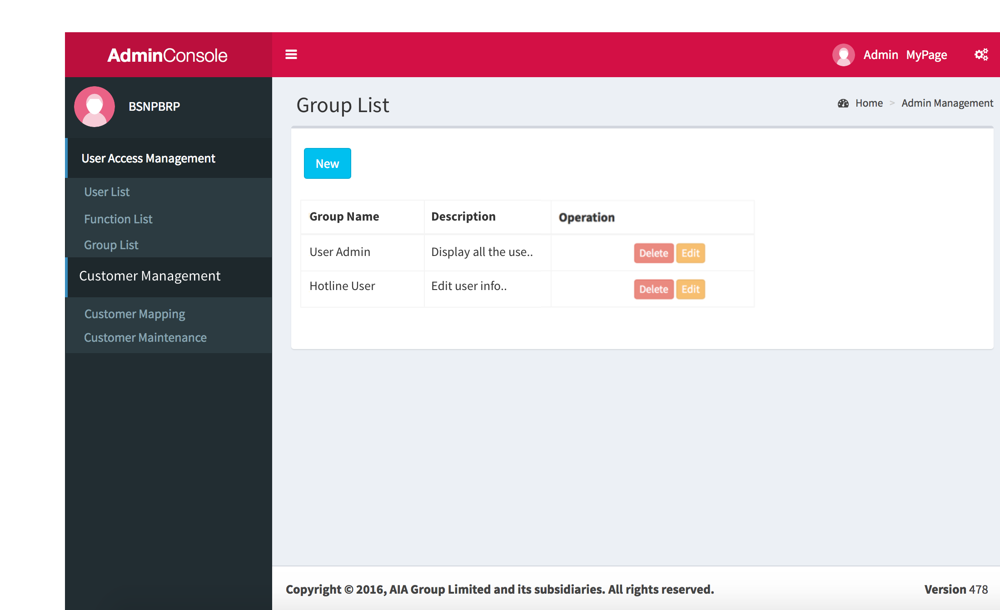 AdminConsole
Admin MyPage
BSNPBRP
User Access Management
User List
Function List
Group List
Customer Management
Customer Mapping
Customer Maintenance
Group List
Home > Admin Management
New
Group Name Description Operation
User Admin Display all the use.. Delete Edit
Hotline User Edit user info.. Delete Edit
Copyright © 2016, AIA Group Limited and its subsidiaries. All rights reserved. Version 478